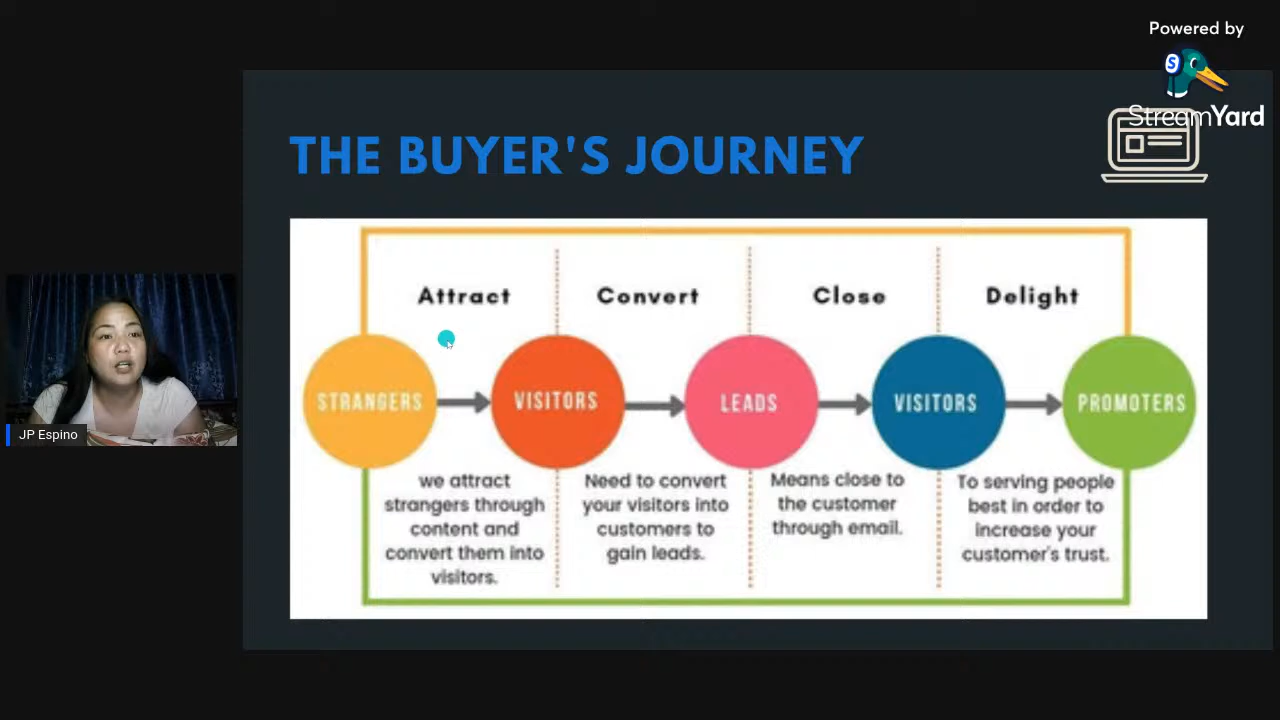 Powered by
S
StreamYard
THE BUYER'S JOURNEY
Attract
Convert
Close
Delight
STRANGERS
VISITORS
LEADS
VISITORS
PROMOTERS
we attract
strangers through
content and
convert them into
visitors.
Need to convert
your visitors into
customers to
gain leads.
Means close to
the customer
through email.
To serving people
best in order to
increase your
customer's trust.
JP Espino